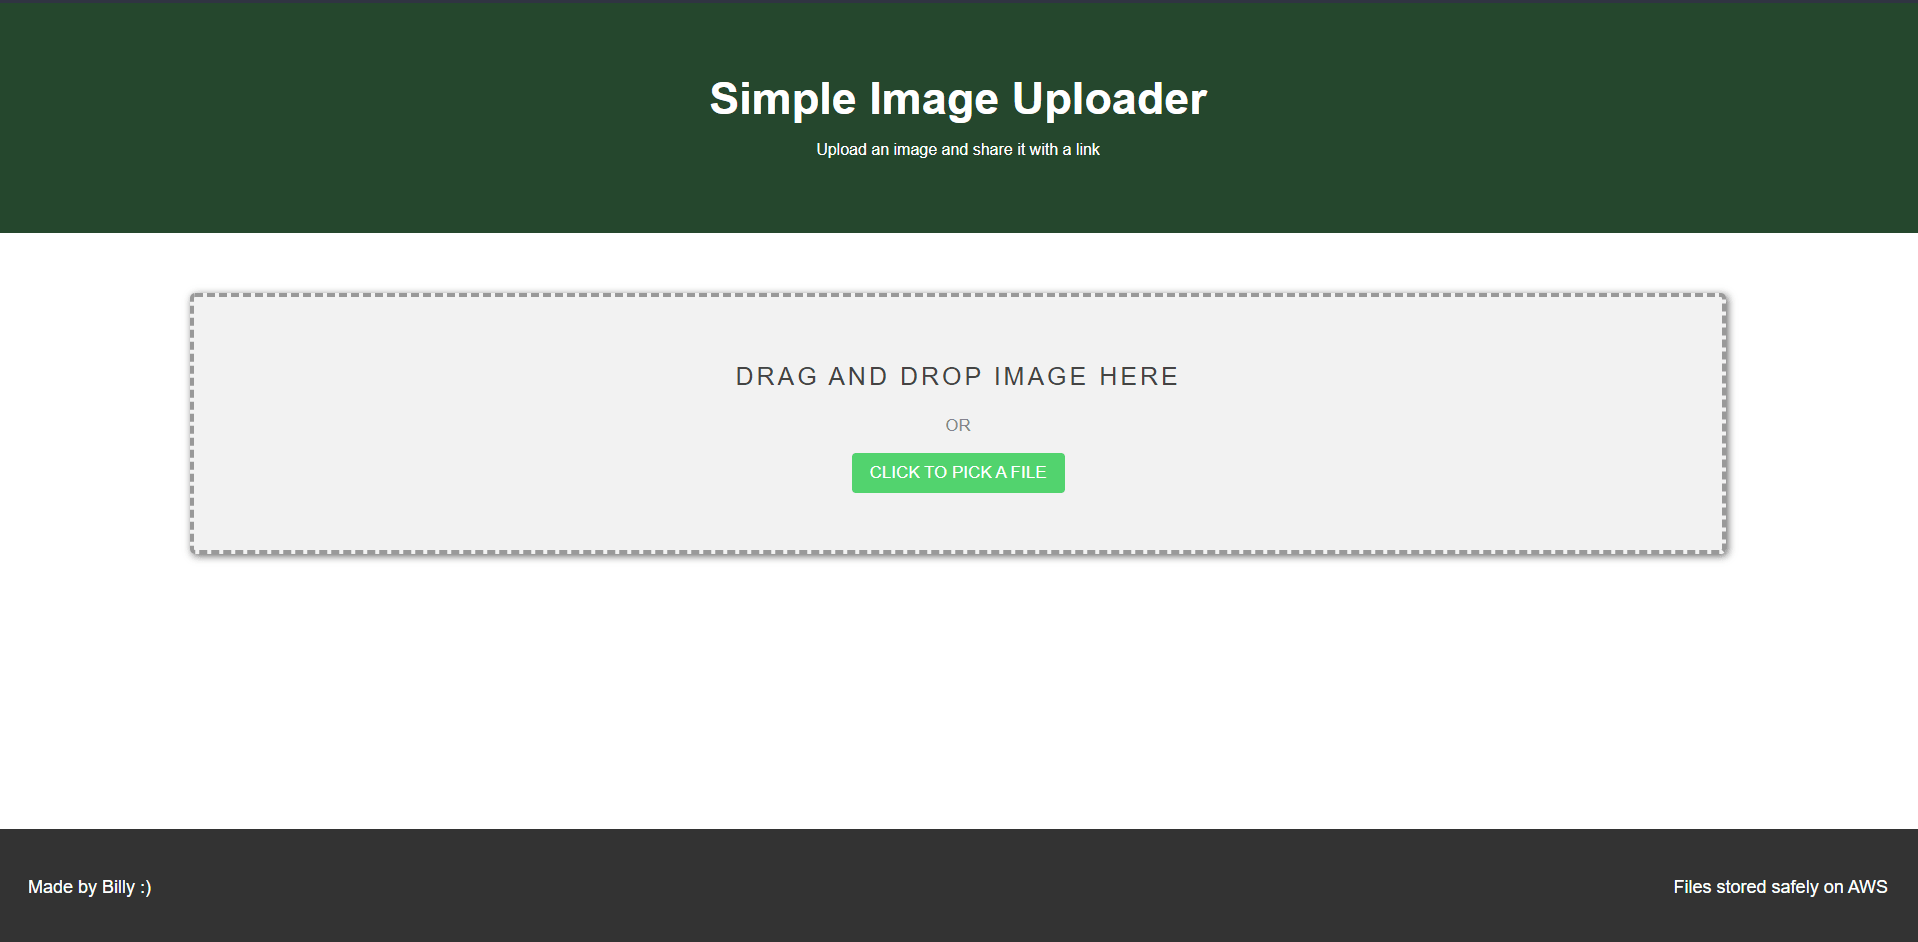 Simple Image Uploader
Upload an image and share it with a link
DRAG AND DROP IMAGE HERE
OR
CLICK TO PICK A FILE
Made by Billy :)
Files stored safely on AWS